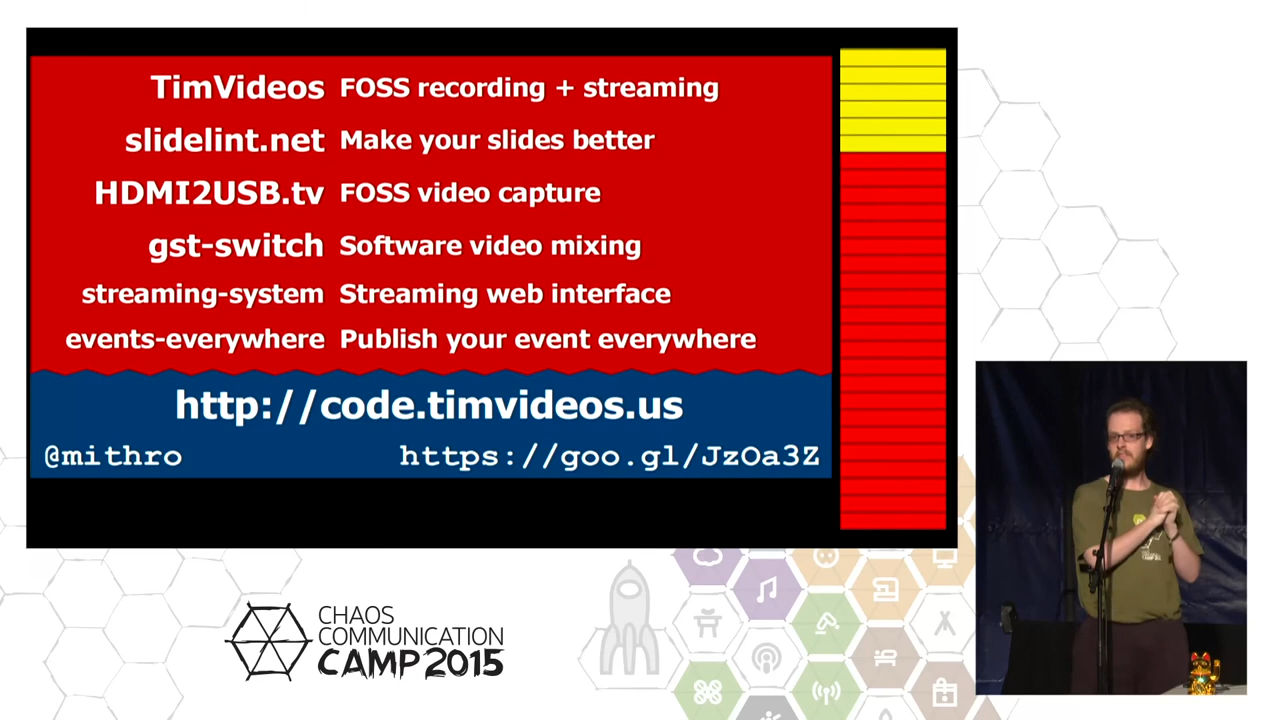 TimVideos FOSS recording + streaming
slidelint.net Make your slides better
HDMI2USB.tv FOSS video capture
gst-switch Software video mixing
streaming-system Streaming web interface
events-everywhere Publish your event everywhere
http://code.timvideos.us
@mithro https://goo.gl/JzOa3Z
CHAOS
COMMUNICATION
CAMP 2015